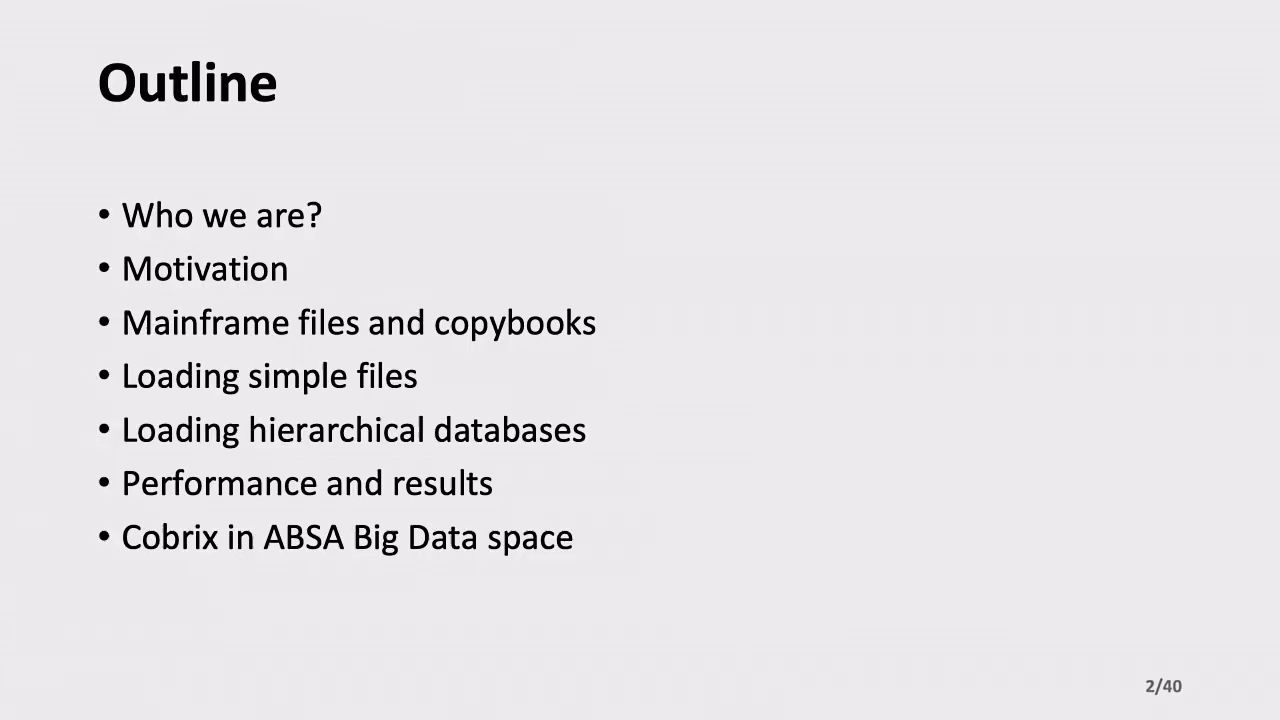 Outline
• Who we are?
• Motivation
• Mainframe files and copybooks
• Loading simple files
• Loading hierarchical databases
• Performance and results
• Cobrix in ABSA Big Data space
2/40